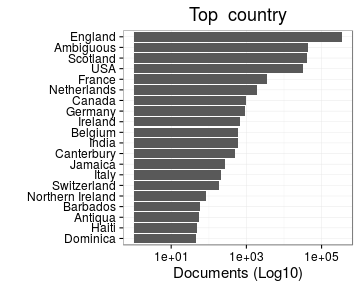 Top country
England
Ambiguous
Scotland
USA
France
Netherlands
Canada
Germany
Ireland
Belgium
India
Canterbury
Jamaica
Italy
Switzerland
Northern Ireland
Barbados
Antigua
Haiti
Dominica
1e+01 1e+03 1e+05
Documents (Log10)